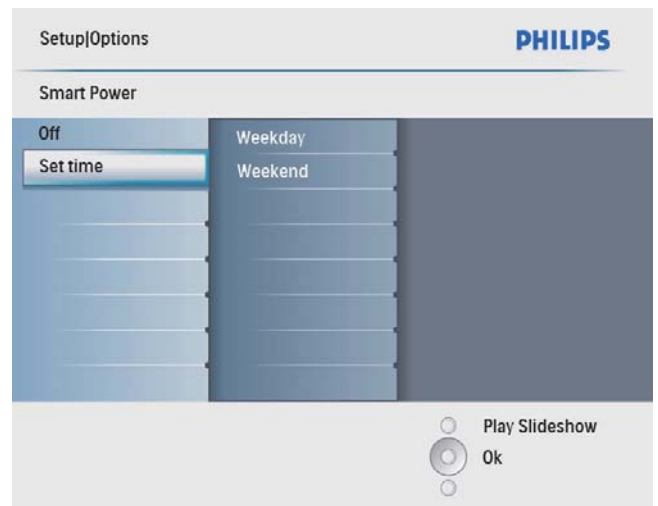 Setup|Options
PHILIPS
Smart Power
Off
Weekday
Set time
Weekend
Play Slideshow
Ok